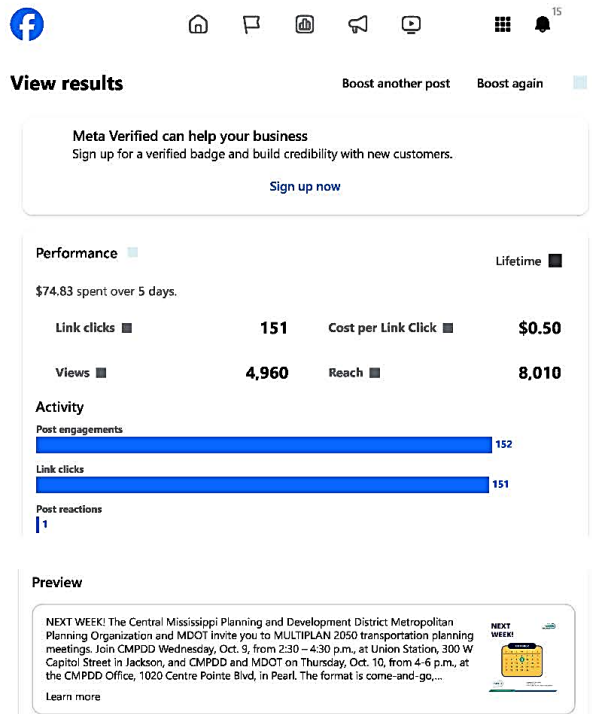 15
View results
Boost another post
Boost again
Meta Verified can help your business
Sign up for a verified badge and build credibility with new customers.
Sign up now
Performance
Lifetime
$74.83 spent over 5 days.
Link clicks 151 Cost per Link Click $0.50
Views 4,960 Reach 8,010
Activity
Post engagements
152
Link clicks
151
Post reactions
1
Preview
NEXT WEEK! The Central Mississippi Planning and Development District Metropolitan
Planning Organization and MDOT invite you to MULTIPLAN 2050 transportation planning
meetings. Join CMPDD Wednesday, Oct. 9, from 2:30 – 4:30 p.m., at Union Station, 300 W
Capitol Street in Jackson, and CMPDD and MDOT on Thursday, Oct. 10, from 4-6 p.m., at
the CMPDD Office, 1020 Centre Pointe Blvd, in Pearl. The format is come-and-go,...
Learn more
NEXT
WEEK!